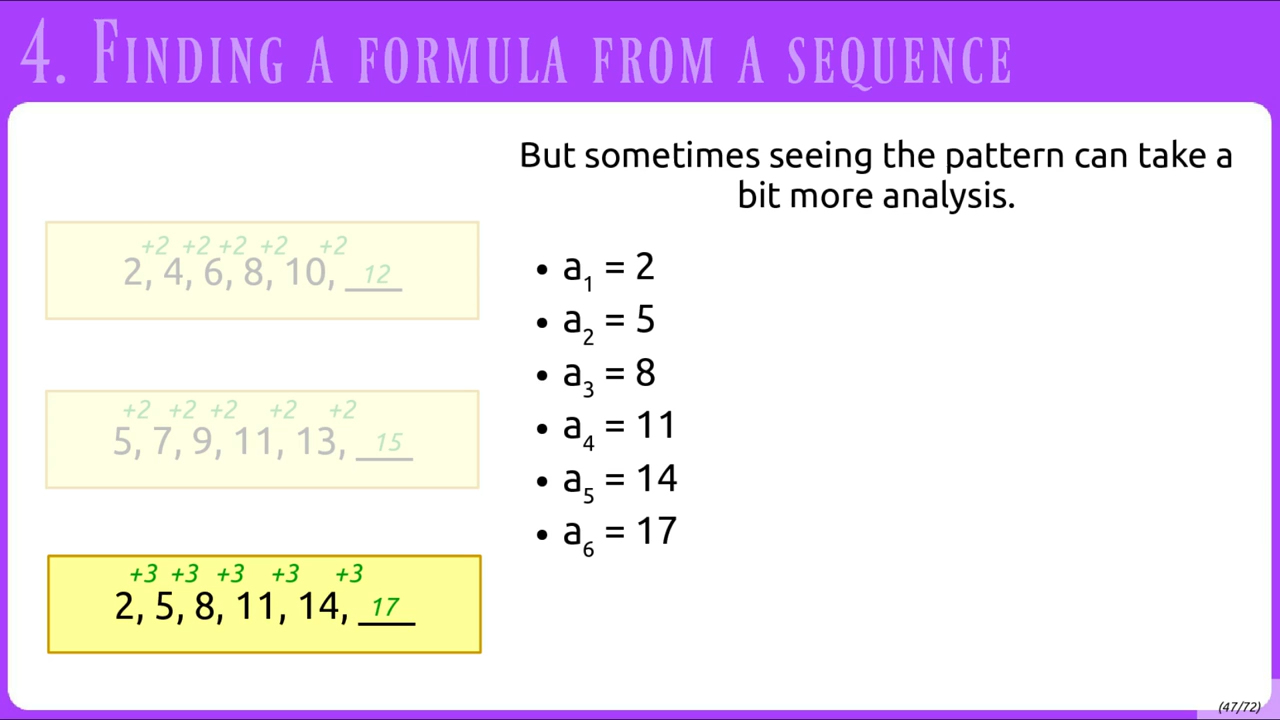 4. Finding a formula from a sequence
But sometimes seeing the pattern can take a
bit more analysis.
+2 +2 +2 +2 +2
2, 4, 6, 8, 10, 12
+2 +2 +2 +2 +2
5, 7, 9, 11, 13, 15
+3 +3 +3 +3 +3
2, 5, 8, 11, 14, 17
• a₁ = 2
• a₂ = 5
• a₃ = 8
• a₄ = 11
• a₅ = 14
• a₆ = 17
(47/72)